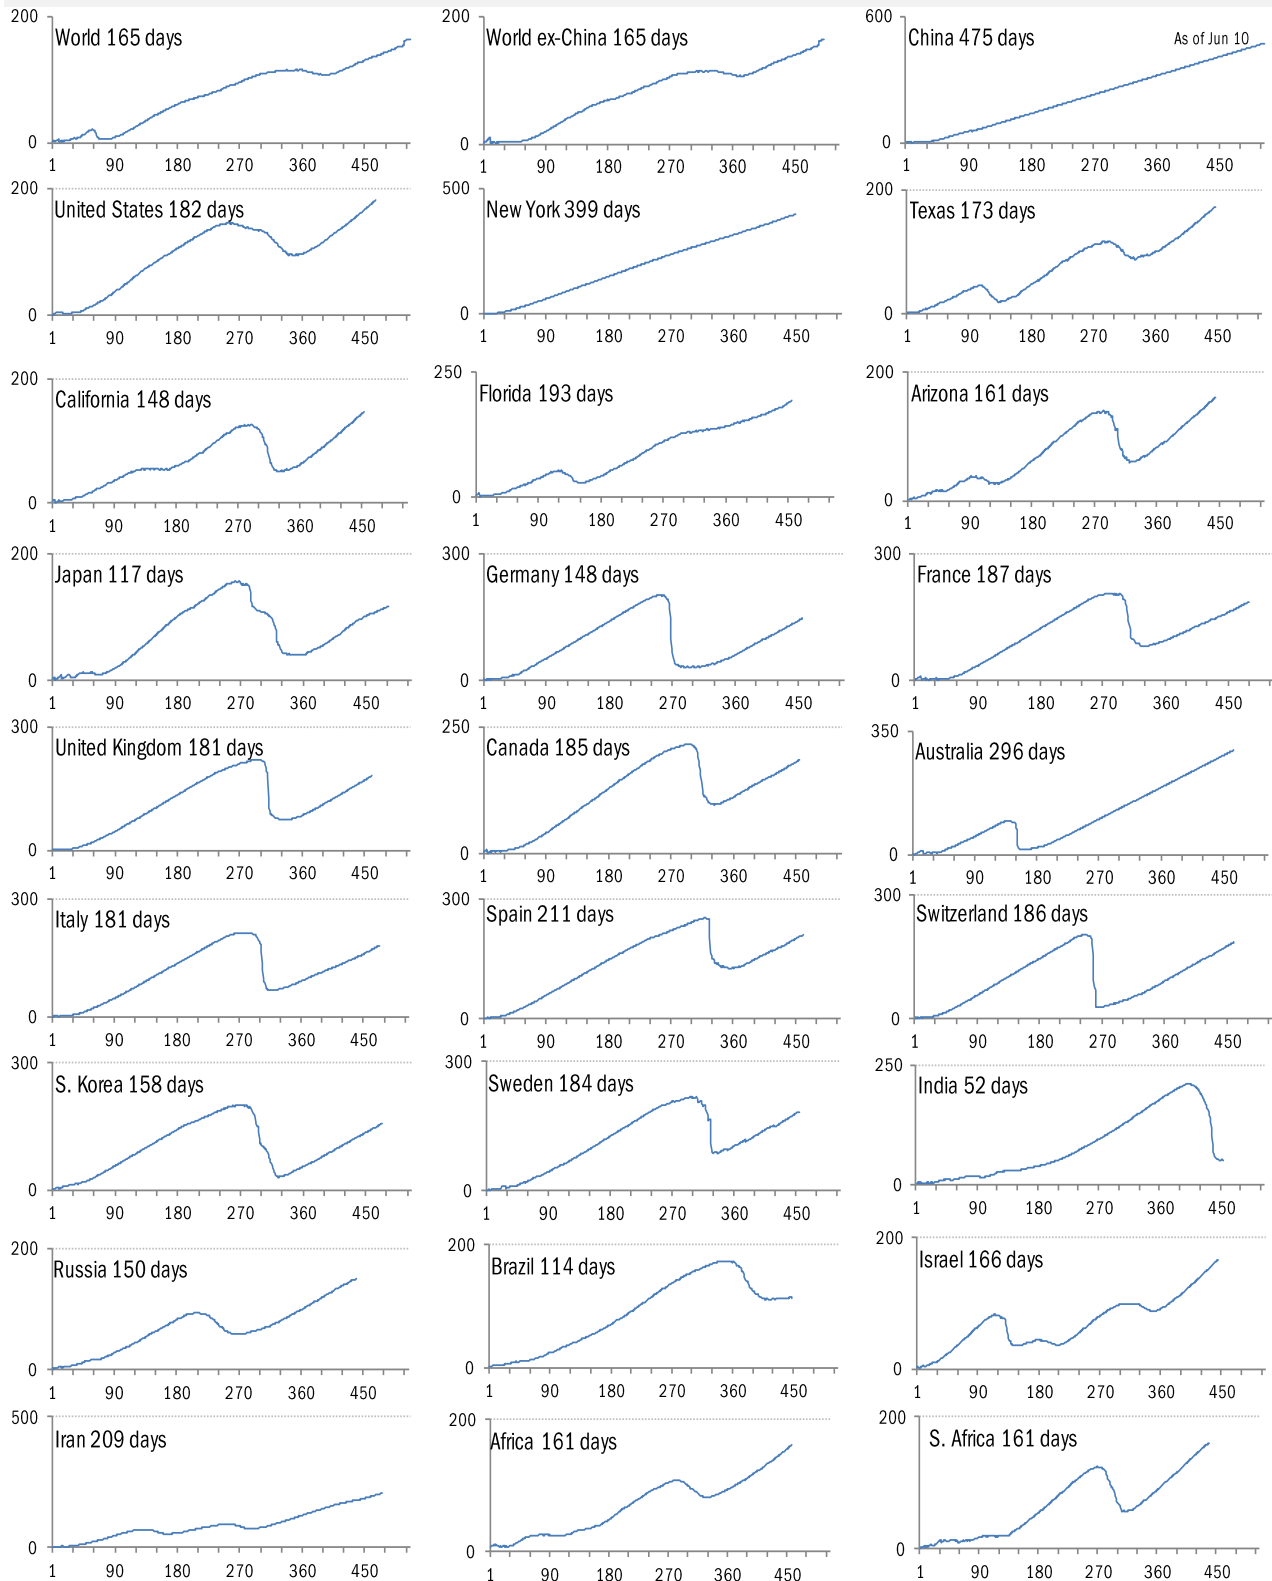 200
World 165 days
0
1 90 180 270 360 450
200
World ex-China 165 days
0
1 90 180 270 360 450
600
China 475 days
As of Jun 10
0
1 90 180 270 360 450
200
United States 182 days
0
1 90 180 270 360 450
500
New York 399 days
0
1 90 180 270 360 450
200
Texas 173 days
0
1 90 180 270 360 450
200
California 148 days
0
1 90 180 270 360 450
250
Florida 193 days
0
1 90 180 270 360 450
200
Arizona 161 days
0
1 90 180 270 360 450
200
Japan 117 days
0
1 90 180 270 360 450
300
Germany 148 days
0
1 90 180 270 360 450
300
France 187 days
0
1 90 180 270 360 450
300
United Kingdom 181 days
0
1 90 180 270 360 450
250
Canada 185 days
0
1 90 180 270 360 450
350
Australia 296 days
0
1 90 180 270 360 450
300
Italy 181 days
0
1 90 180 270 360 450
300
Spain 211 days
0
1 90 180 270 360 450
300
Switzerland 186 days
0
1 90 180 270 360 450
300
S. Korea 158 days
0
1 90 180 270 360 450
300
Sweden 184 days
0
1 90 180 270 360 450
250
India 52 days
0
1 90 180 270 360 450
200
Russia 150 days
0
1 90 180 270 360 450
200
Brazil 114 days
0
1 90 180 270 360 450
200
Israel 166 days
0
1 90 180 270 360 450
500
Iran 209 days
0
1 90 180 270 360 450
200
Africa 161 days
0
1 90 180 270 360 450
200
S. Africa 161 days
0
1 90 180 270 360 450